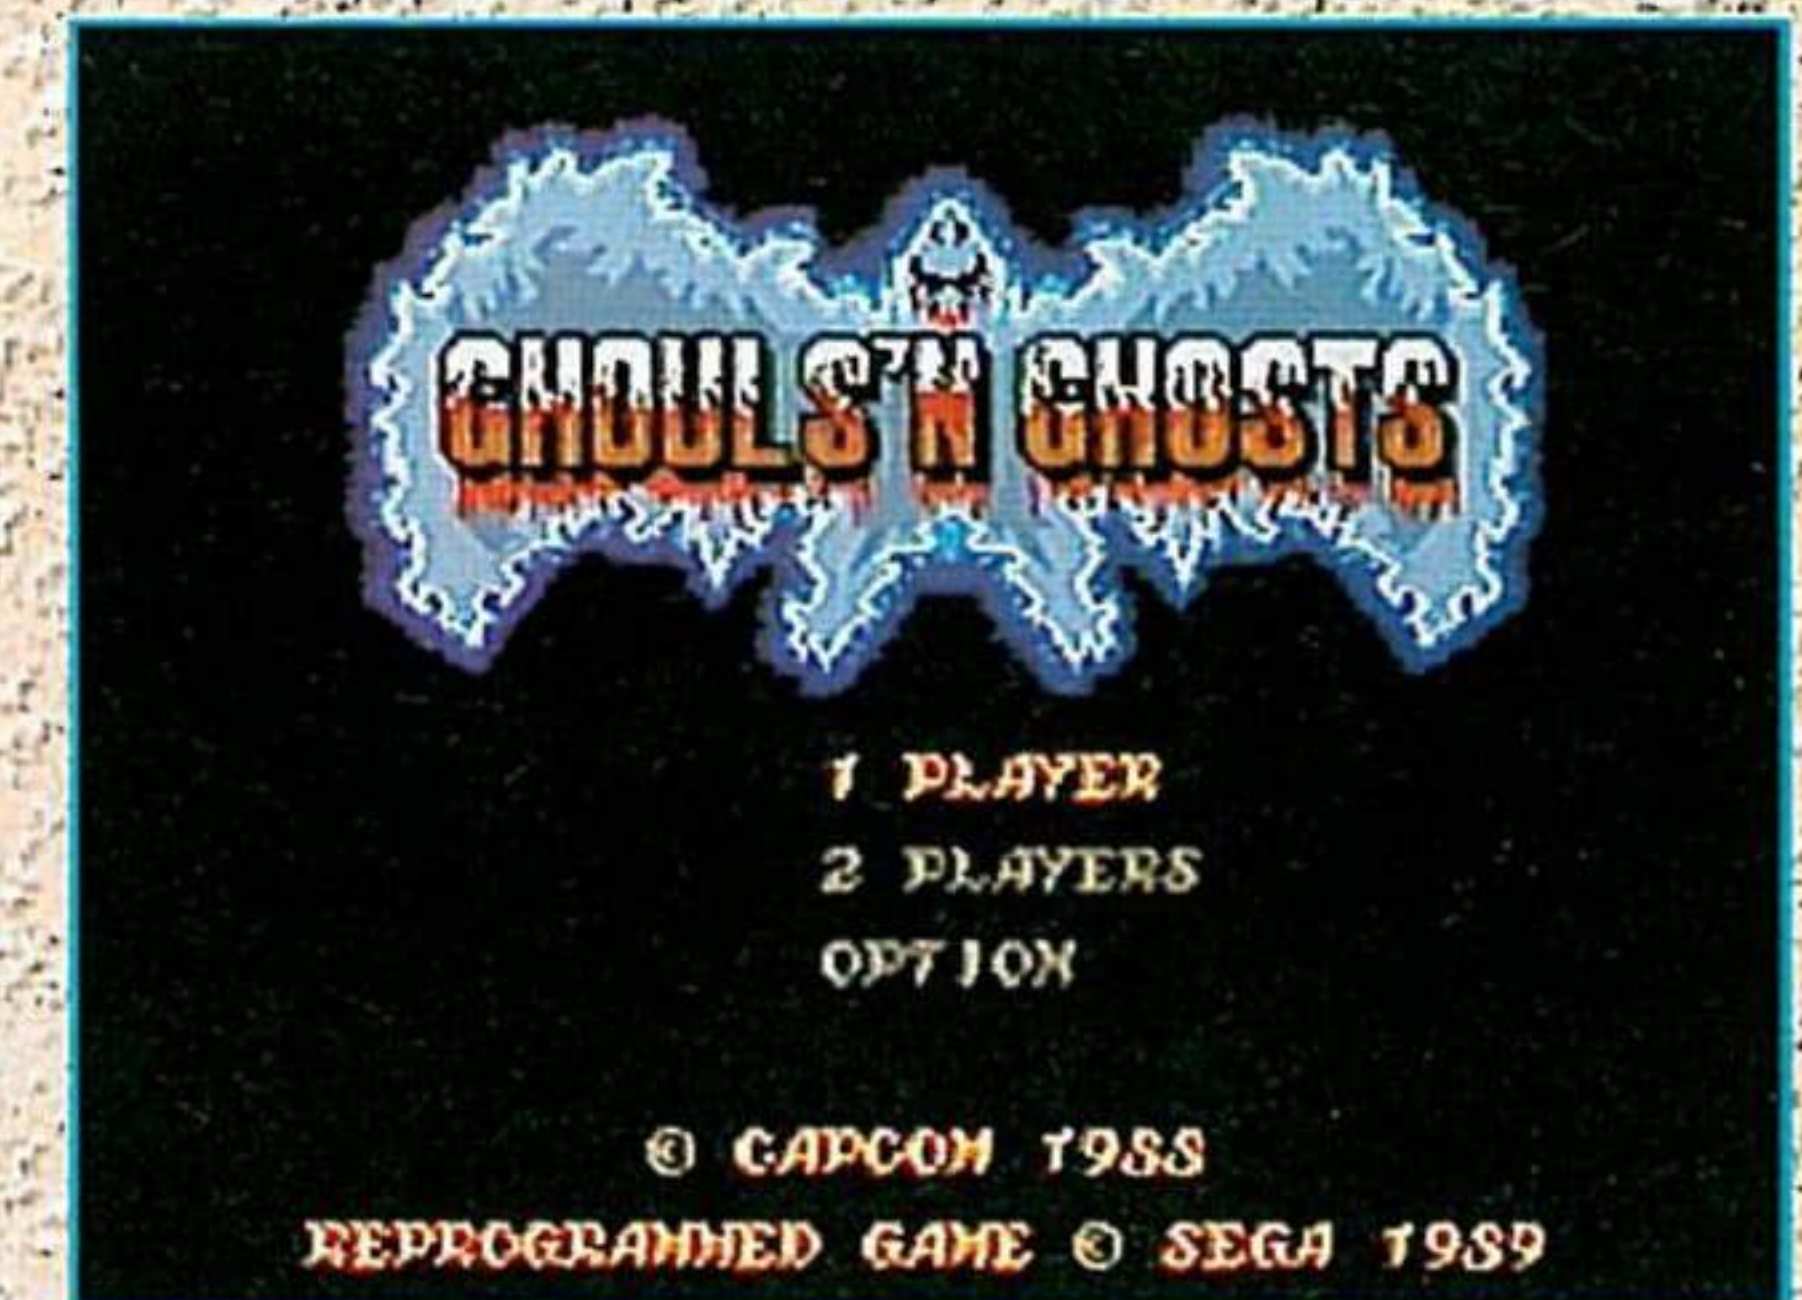 GHOULS'N GHOSTS
1 PLAYER
2 PLAYERS
OPTION
© CAPCOM 1988
REPROGRAMMED GAME © SEGA 1989